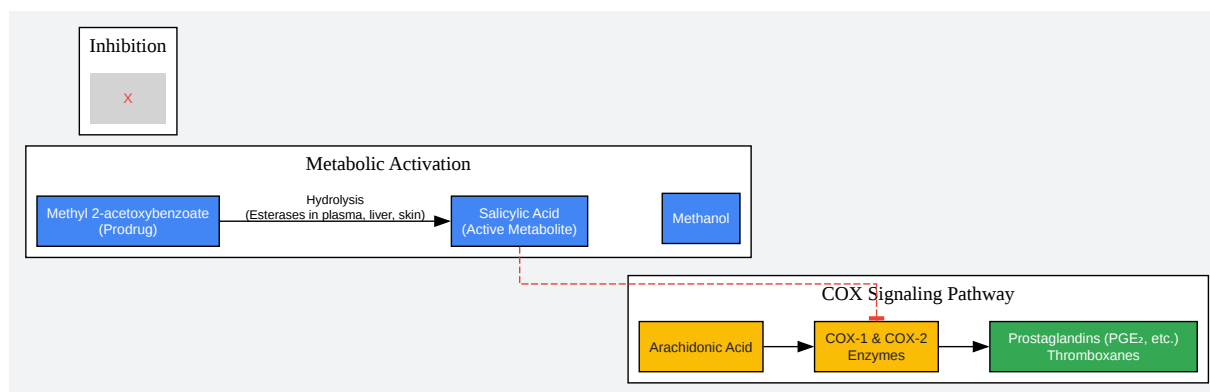 Inhibition
X
Metabolic Activation
Methyl 2-acetoxybenzoate
(Prodrug)
Hydrolysis
(Esterases in plasma, liver, skin)
Salicylic Acid
(Active Metabolite)
Methanol
COX Signaling Pathway
Arachidonic Acid
COX-1 & COX-2
Enzymes
Prostaglandins (PGE₂, etc.)
Thromboxanes